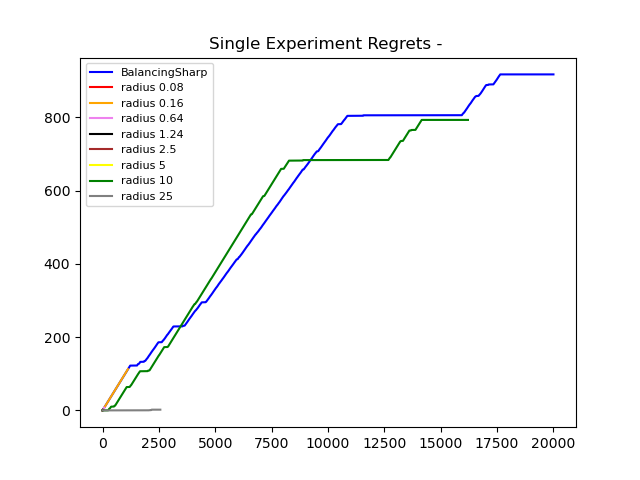 Single Experiment Regrets -
BalancingSharp
radius 0.08
radius 0.16
radius 0.64
radius 1.24
radius 2.5
radius 5
radius 10
radius 25
800
600
400
200
0
0 2500 5000 7500 10000 12500 15000 17500 20000